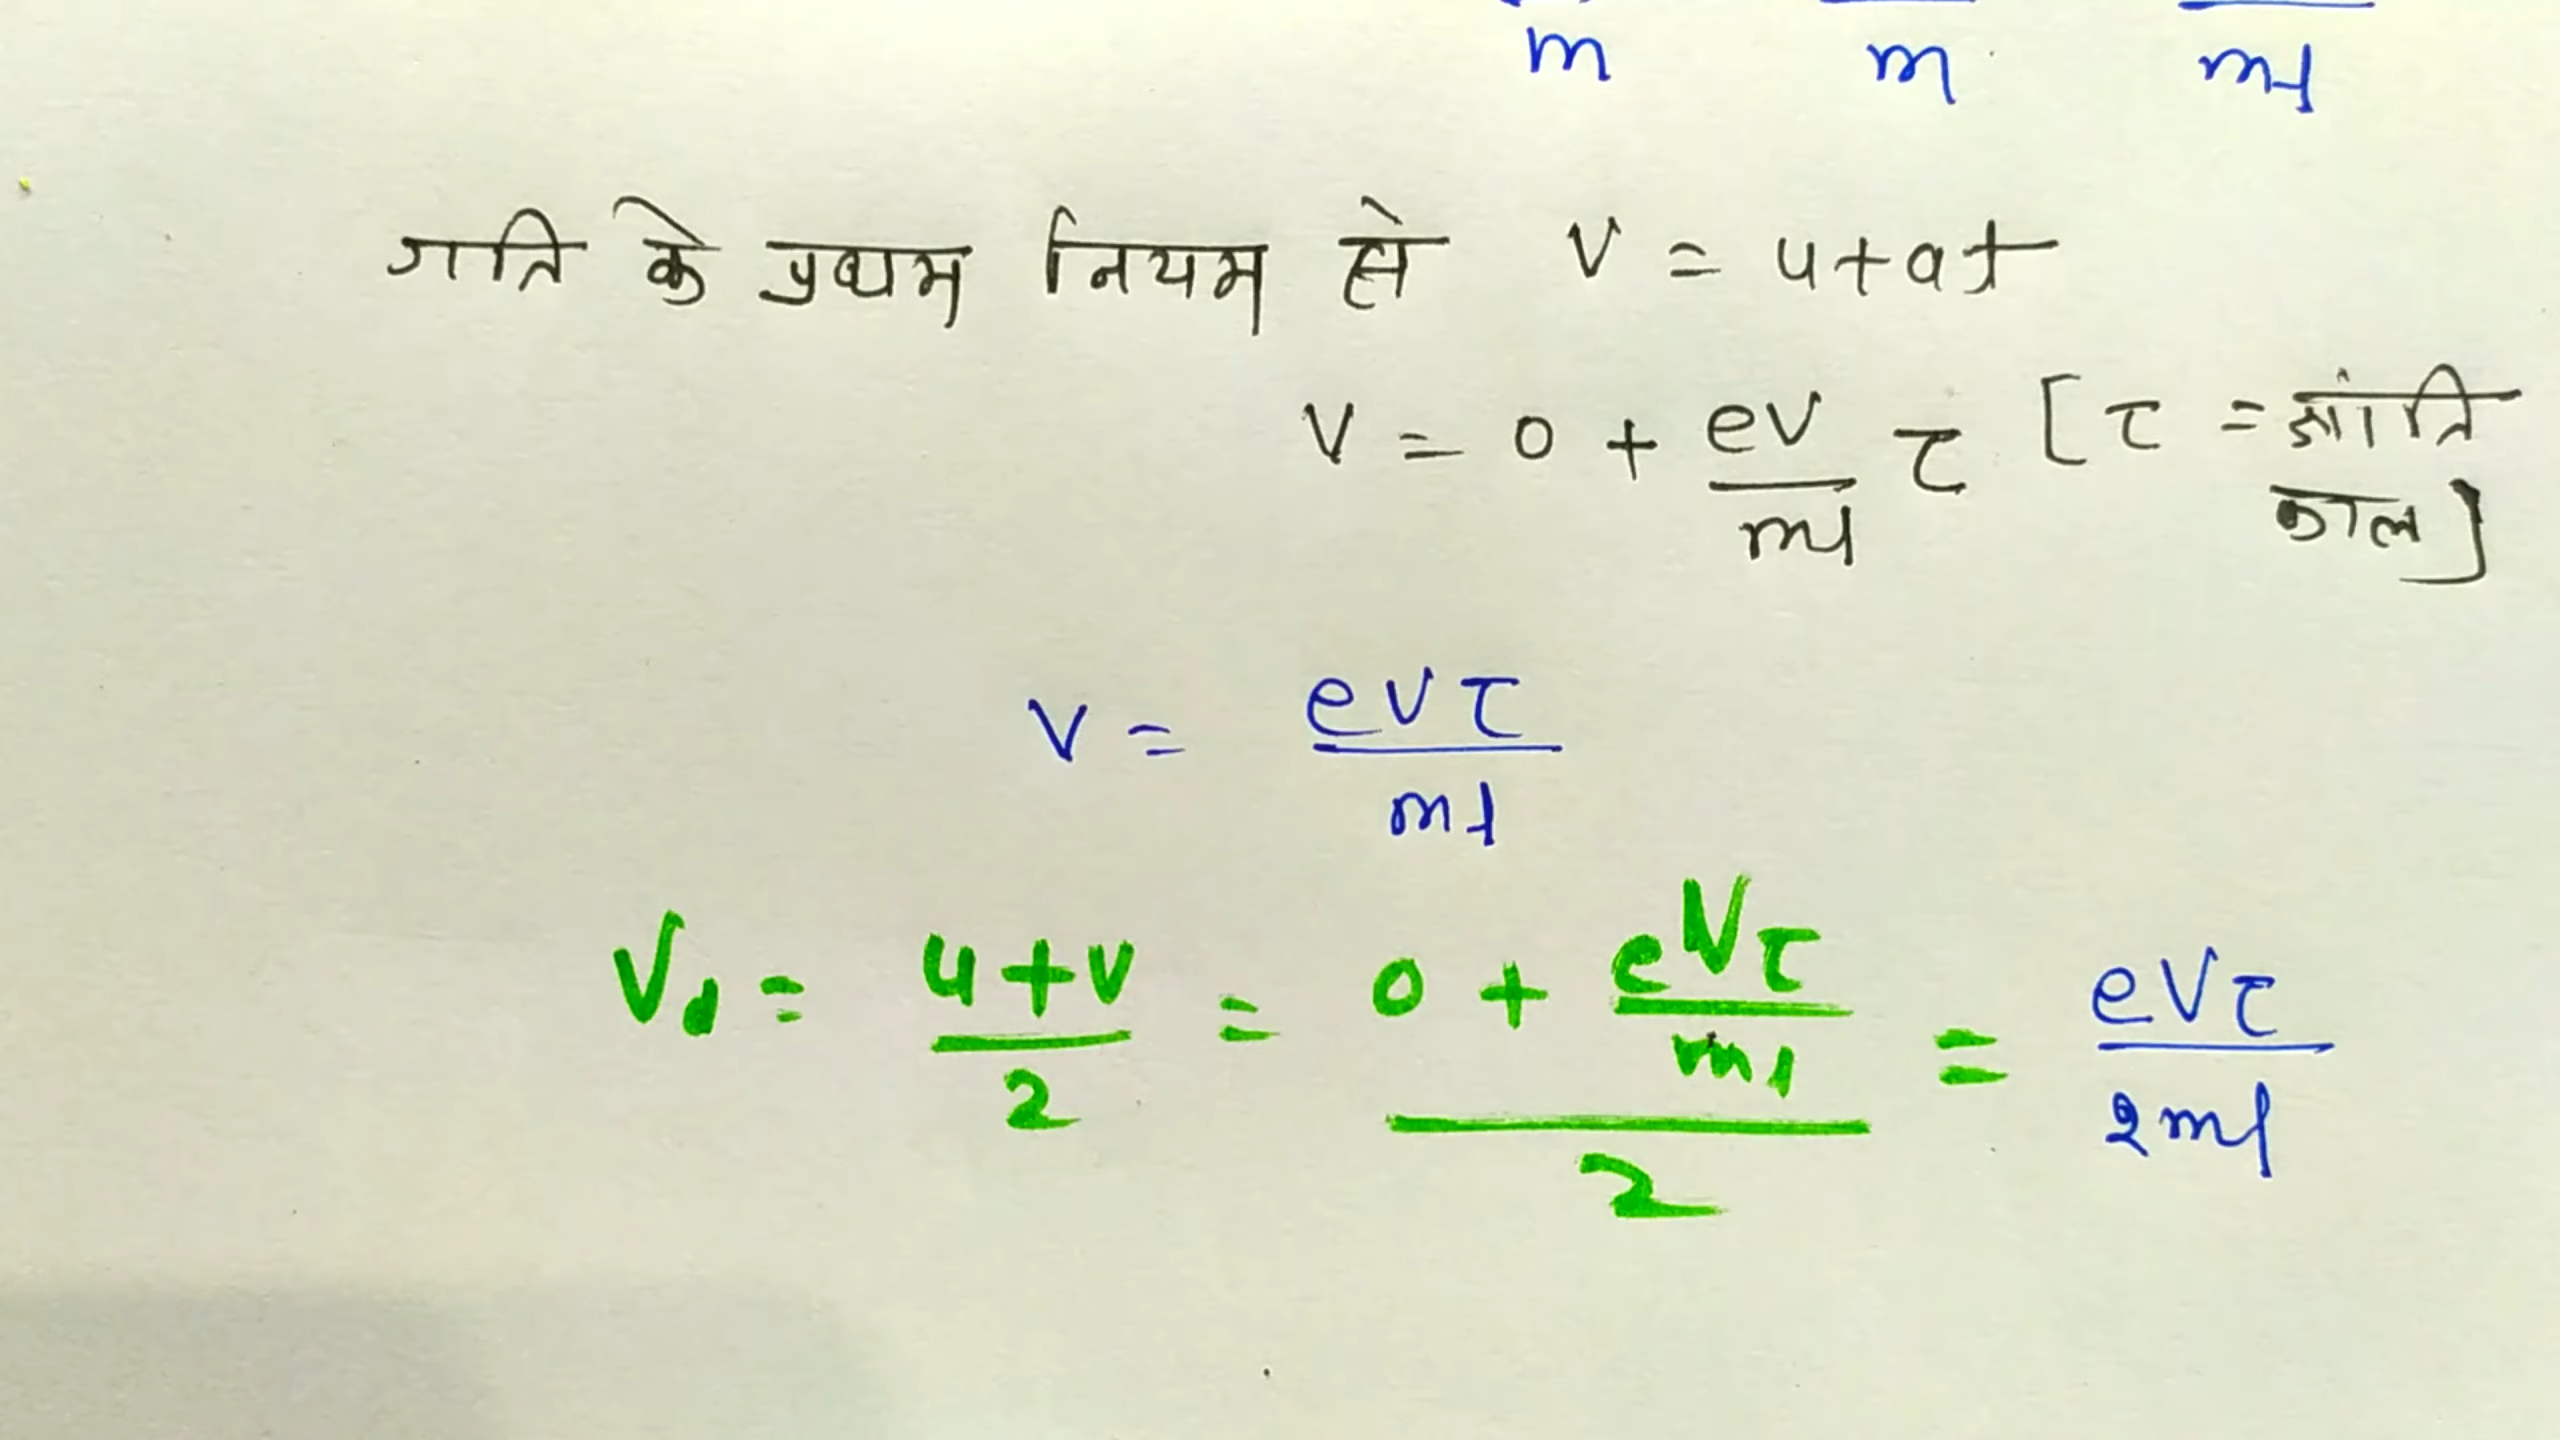 m m ml
गति के प्रथम नियम से V = u+at
V = 0 + eV/ml τ [τ = श्रांति
काल]
V = eVτ/ml
Vd = u+v/2 = 0 + eVτ/ml/2 = eVτ/2ml